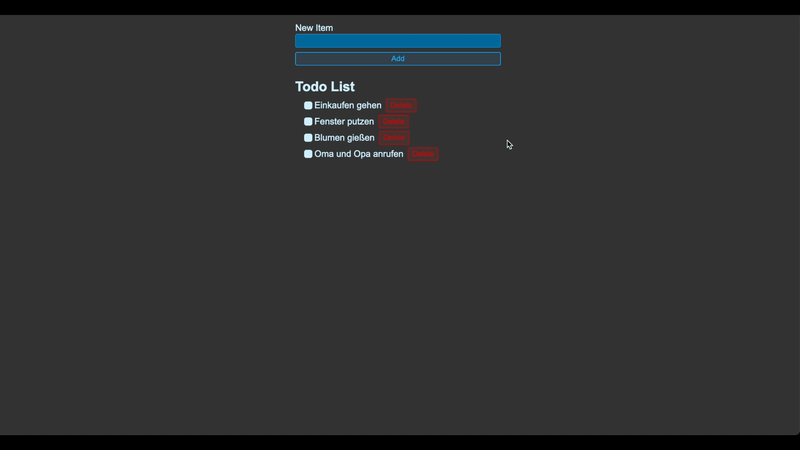 New Item
Add
Todo List
Einkaufen gehen Delete
Fenster putzen Delete
Blumen gießen Delete
Oma und Opa anrufen Delete